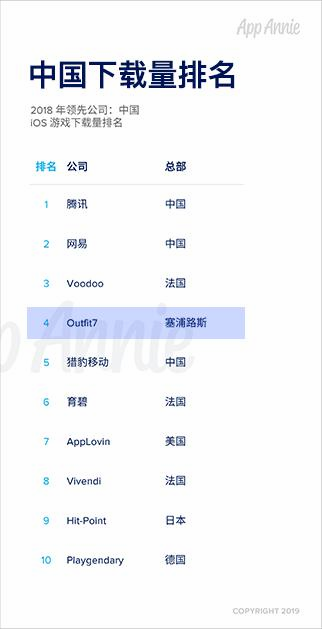 App Annie
中国下载量排名
2018 年领先公司：中国
iOS 游戏下载量排名
排名 公司 总部
1 腾讯 中国
2 网易 中国
3 Voodoo 法国
4 Outfit7 塞浦路斯
5 猎豹移动 中国
6 育碧 法国
7 AppLovin 美国
8 Vivendi 法国
9 Hit-Point 日本
10 Playgendary 德国
COPYRIGHT 2019